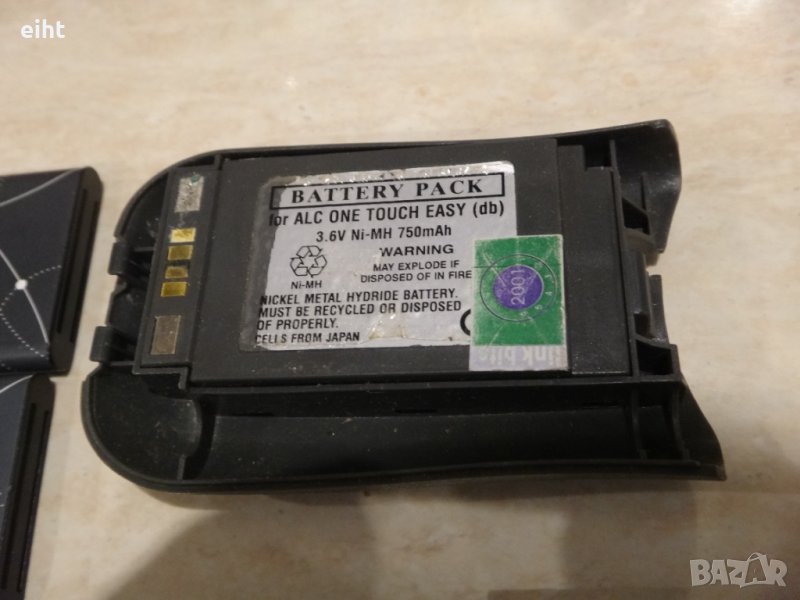 eiht
BATTERY PACK
for ALC ONE TOUCH EASY (db)
3.6V Ni-MH 750mAh
WARNING
MAY EXPLODE IF
DISPOSED OF IN FIRE
Ni-MH
NICKEL METAL HYDRIDE BATTERY.
MUST BE RECYCLED OR DISPOSED
OF PROPERLY.
CELLS FROM JAPAN
2001
BAZAR